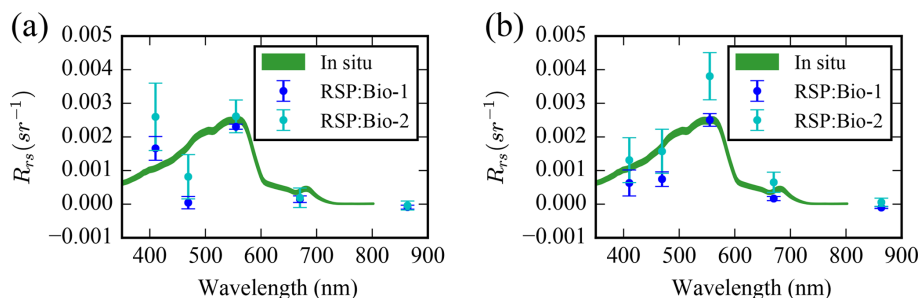 (a)
0.005
0.004
0.003
0.002
0.001
0.000
−0.001
R_rs (sr⁻¹)
In situ
RSP:Bio-1
RSP:Bio-2
400 500 600 700 800 900
Wavelength (nm)
(b)
0.005
0.004
0.003
0.002
0.001
0.000
−0.001
R_rs (sr⁻¹)
In situ
RSP:Bio-1
RSP:Bio-2
400 500 600 700 800 900
Wavelength (nm)